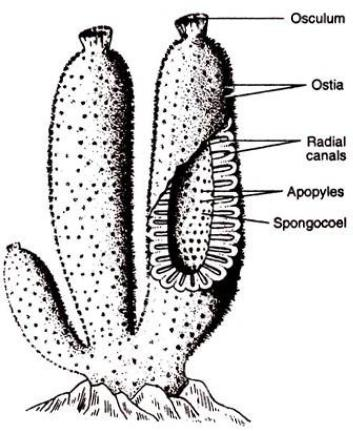 Osculum
Ostia
Radial
canals
Apopyles
Spongocoel